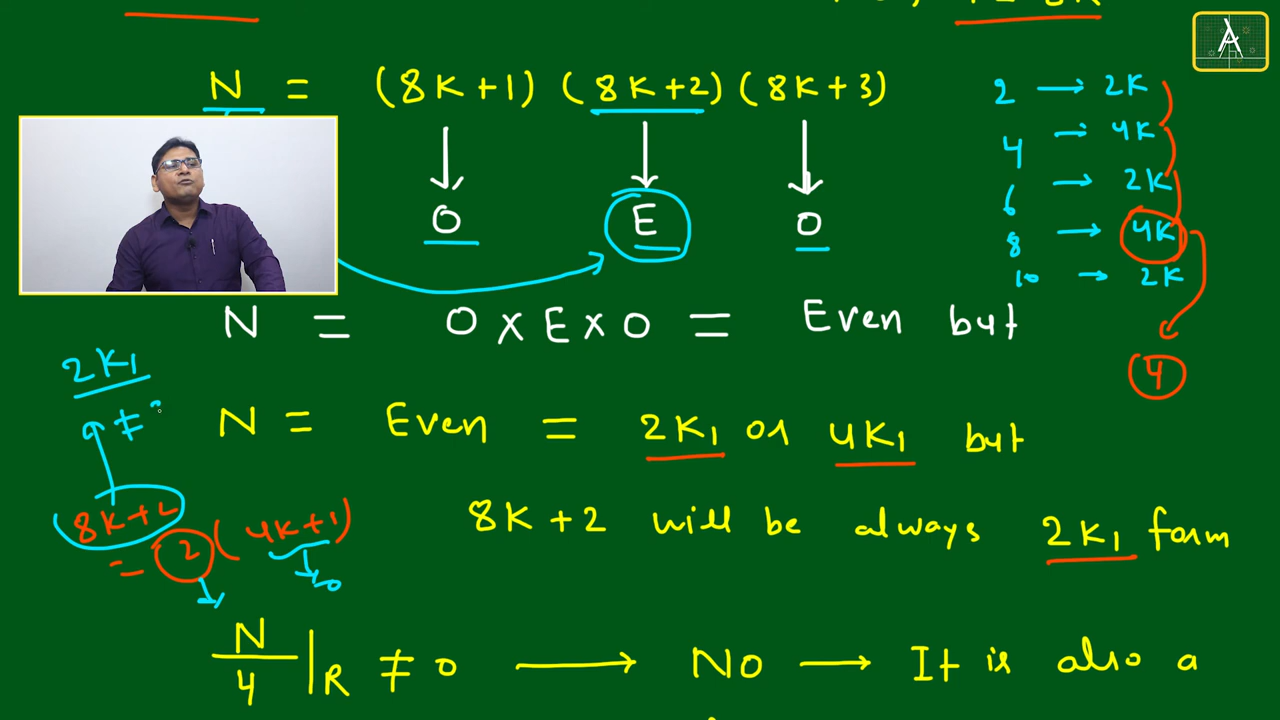 N = (8K+1) (8K+2) (8K+3)
O E O
2 → 2K
4 → 4K
6 → 2K
8 → 4K
10 → 2K
4
N = O X E X O = Even but
2K1
≠
N = Even = 2K1 or 4K1 but
8K+2 will be always 2K1 form
8K+2
= 2 (4K+1)
N/4 |R ≠ 0 → NO → It is also a